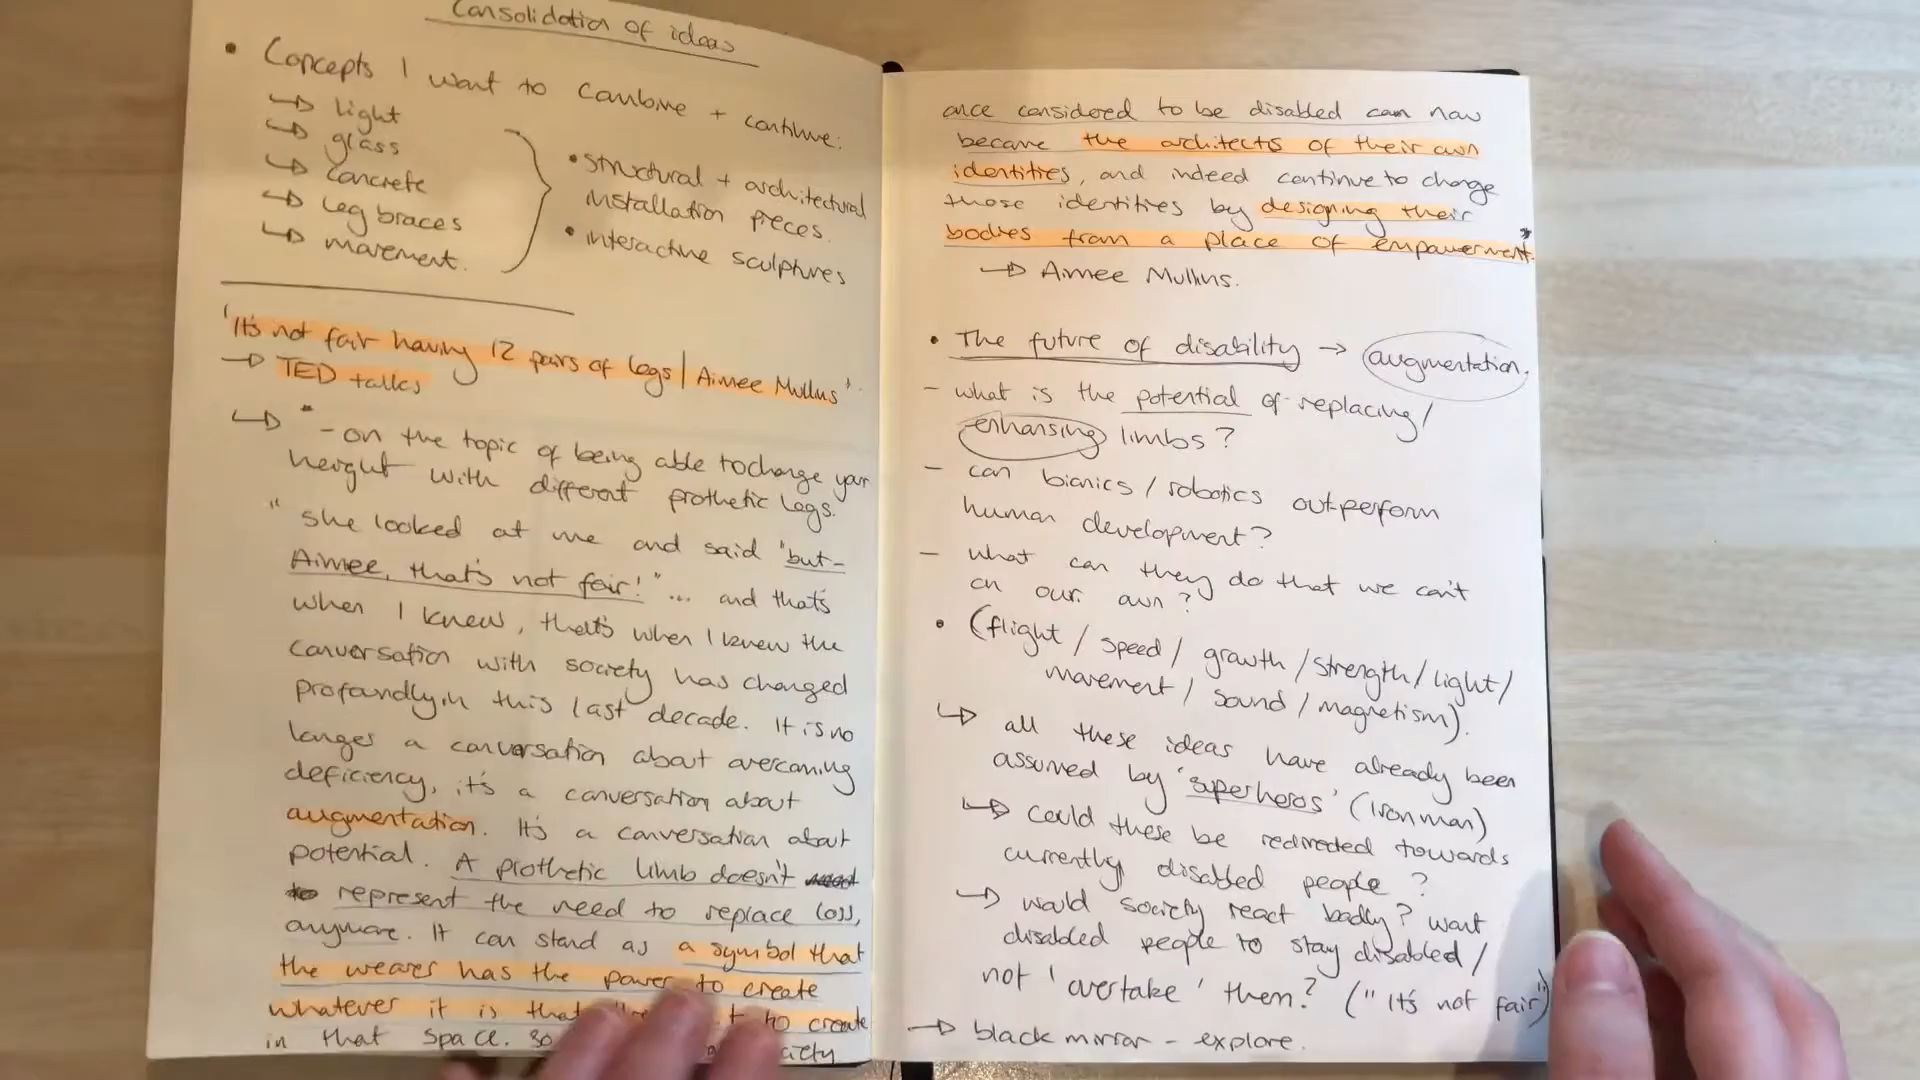 Consolidation of ideas
• Concepts I want to combine + continue:
↳ light
↳ glass
↳ concrete
↳ leg braces
↳ movement.
• structural + architectural
installation pieces.
• interactive sculptures
'It's not fair having 12 pairs of legs | Aimee Mullins'.
→ TED talks
↳ " - on the topic of being able to change your
height with different prothetic legs.
" she looked at me and said 'but-
Aimee, that's not fair!' "... and that's
when I knew, that's when I knew the
conversation with society has changed
profoundly in this last decade. It is no
longer a conversation about overcoming
deficiency, it's a conversation about
augmentation. It's a conversation about
potential. A prothetic limb doesn't
represent the need to replace loss,
anymore. It can stand as a symbol that
the wearer has the power to create
whatever it is that to create
in that space. So society
once considered to be disabled can now
become the architects of their own
identities, and indeed continue to change
those identities by designing their
bodies from a place of empowerment"
→ Aimee Mullins.
• The future of disability → augmentation.
- what is the potential of replacing/
enhansing limbs?
- can bionics / robotics outperform
human development?
- what can they do that we can't
on our own?
• (flight / speed / growth / strength / light /
movement / sound / magnetism).
↳ all these ideas have already been
assumed by 'superheros' (Iron man)
↳ could these be redirected towards
currently disabled people?
↳ would society react badly? want
disabled people to stay disabled /
not 'overtake' them? ("It's not fair")
→ black mirror - explore.